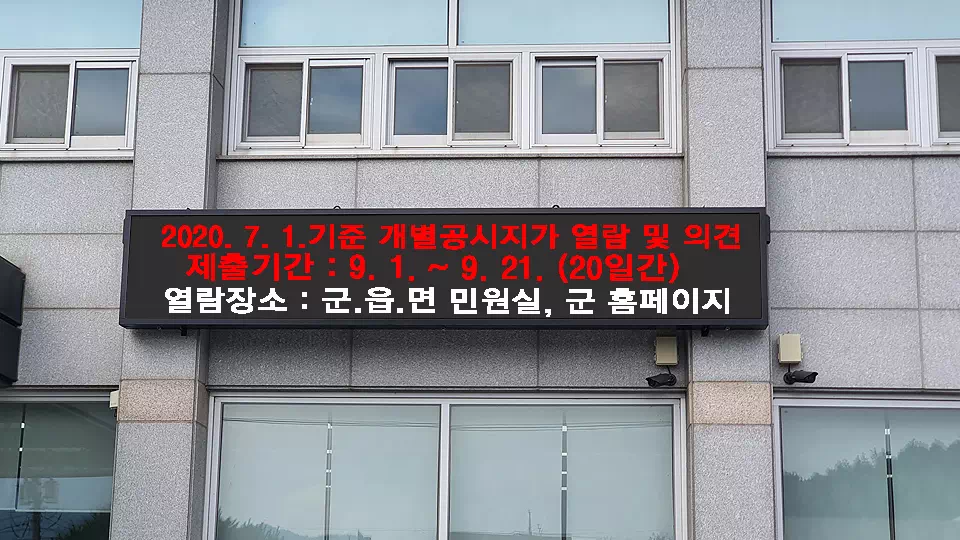 2020. 7. 1.기준 개별공시지가 열람 및 의견
제출기간 : 9. 1. ~ 9. 21. (20일간)
열람장소 : 군.읍.면 민원실, 군 홈페이지